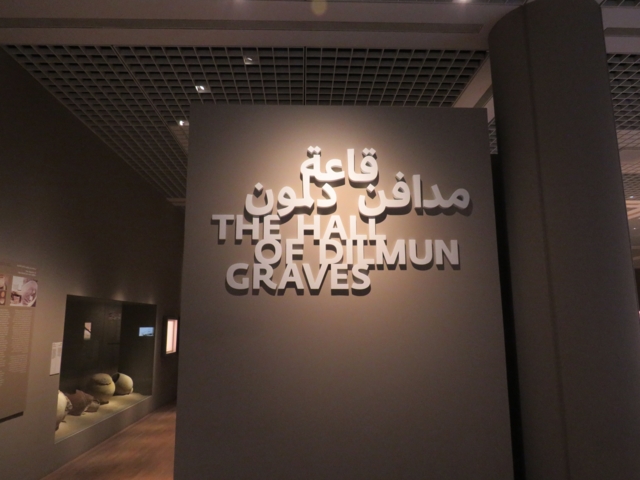 قاعة
مدافن دلمون
THE HALL
OF DILMUN
GRAVES